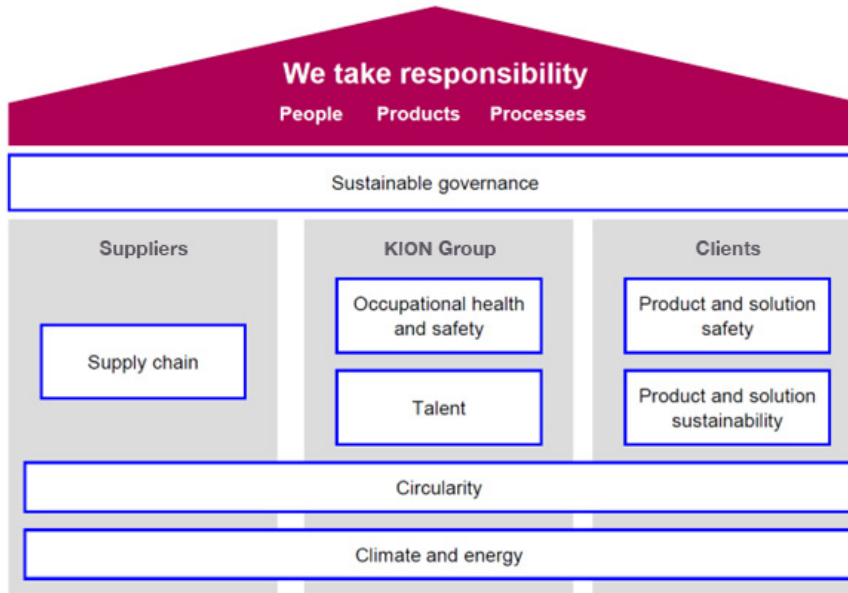 We take responsibility
People Products Processes
Sustainable governance
Suppliers
KION Group
Clients
Supply chain
Occupational health
and safety
Talent
Product and solution
safety
Product and solution
sustainability
Circularity
Climate and energy